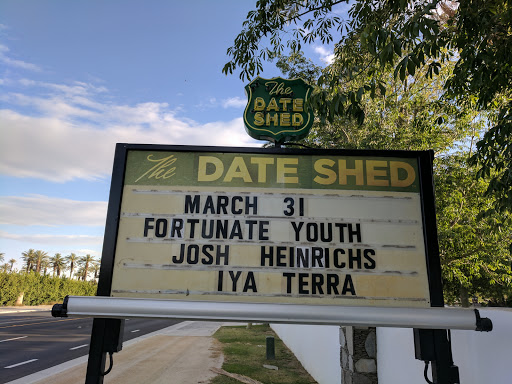 The
DATE
SHED
The DATE SHED
MARCH 31
FORTUNATE YOUTH
JOSH HEINRICHS
IYA TERRA